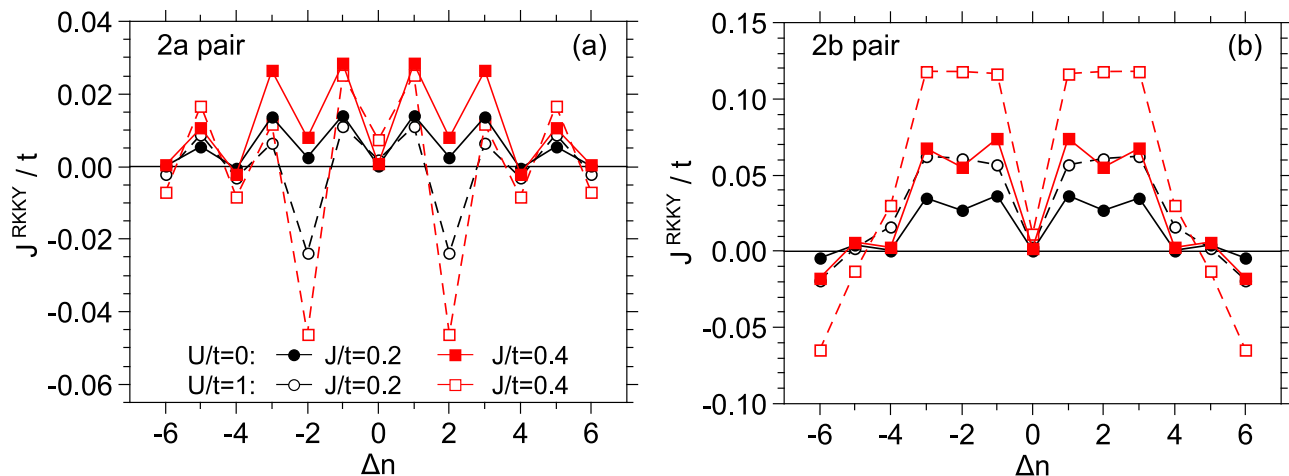 2a pair
(a)
J^RKKY / t
0.04
0.02
0.00
-0.02
-0.04
-0.06
U/t=0: J/t=0.2 J/t=0.4
U/t=1: J/t=0.2 J/t=0.4
-6 -4 -2 0 2 4 6
Δn
2b pair
(b)
J^RKKY / t
0.15
0.10
0.05
0.00
-0.05
-0.10
-6 -4 -2 0 2 4 6
Δn